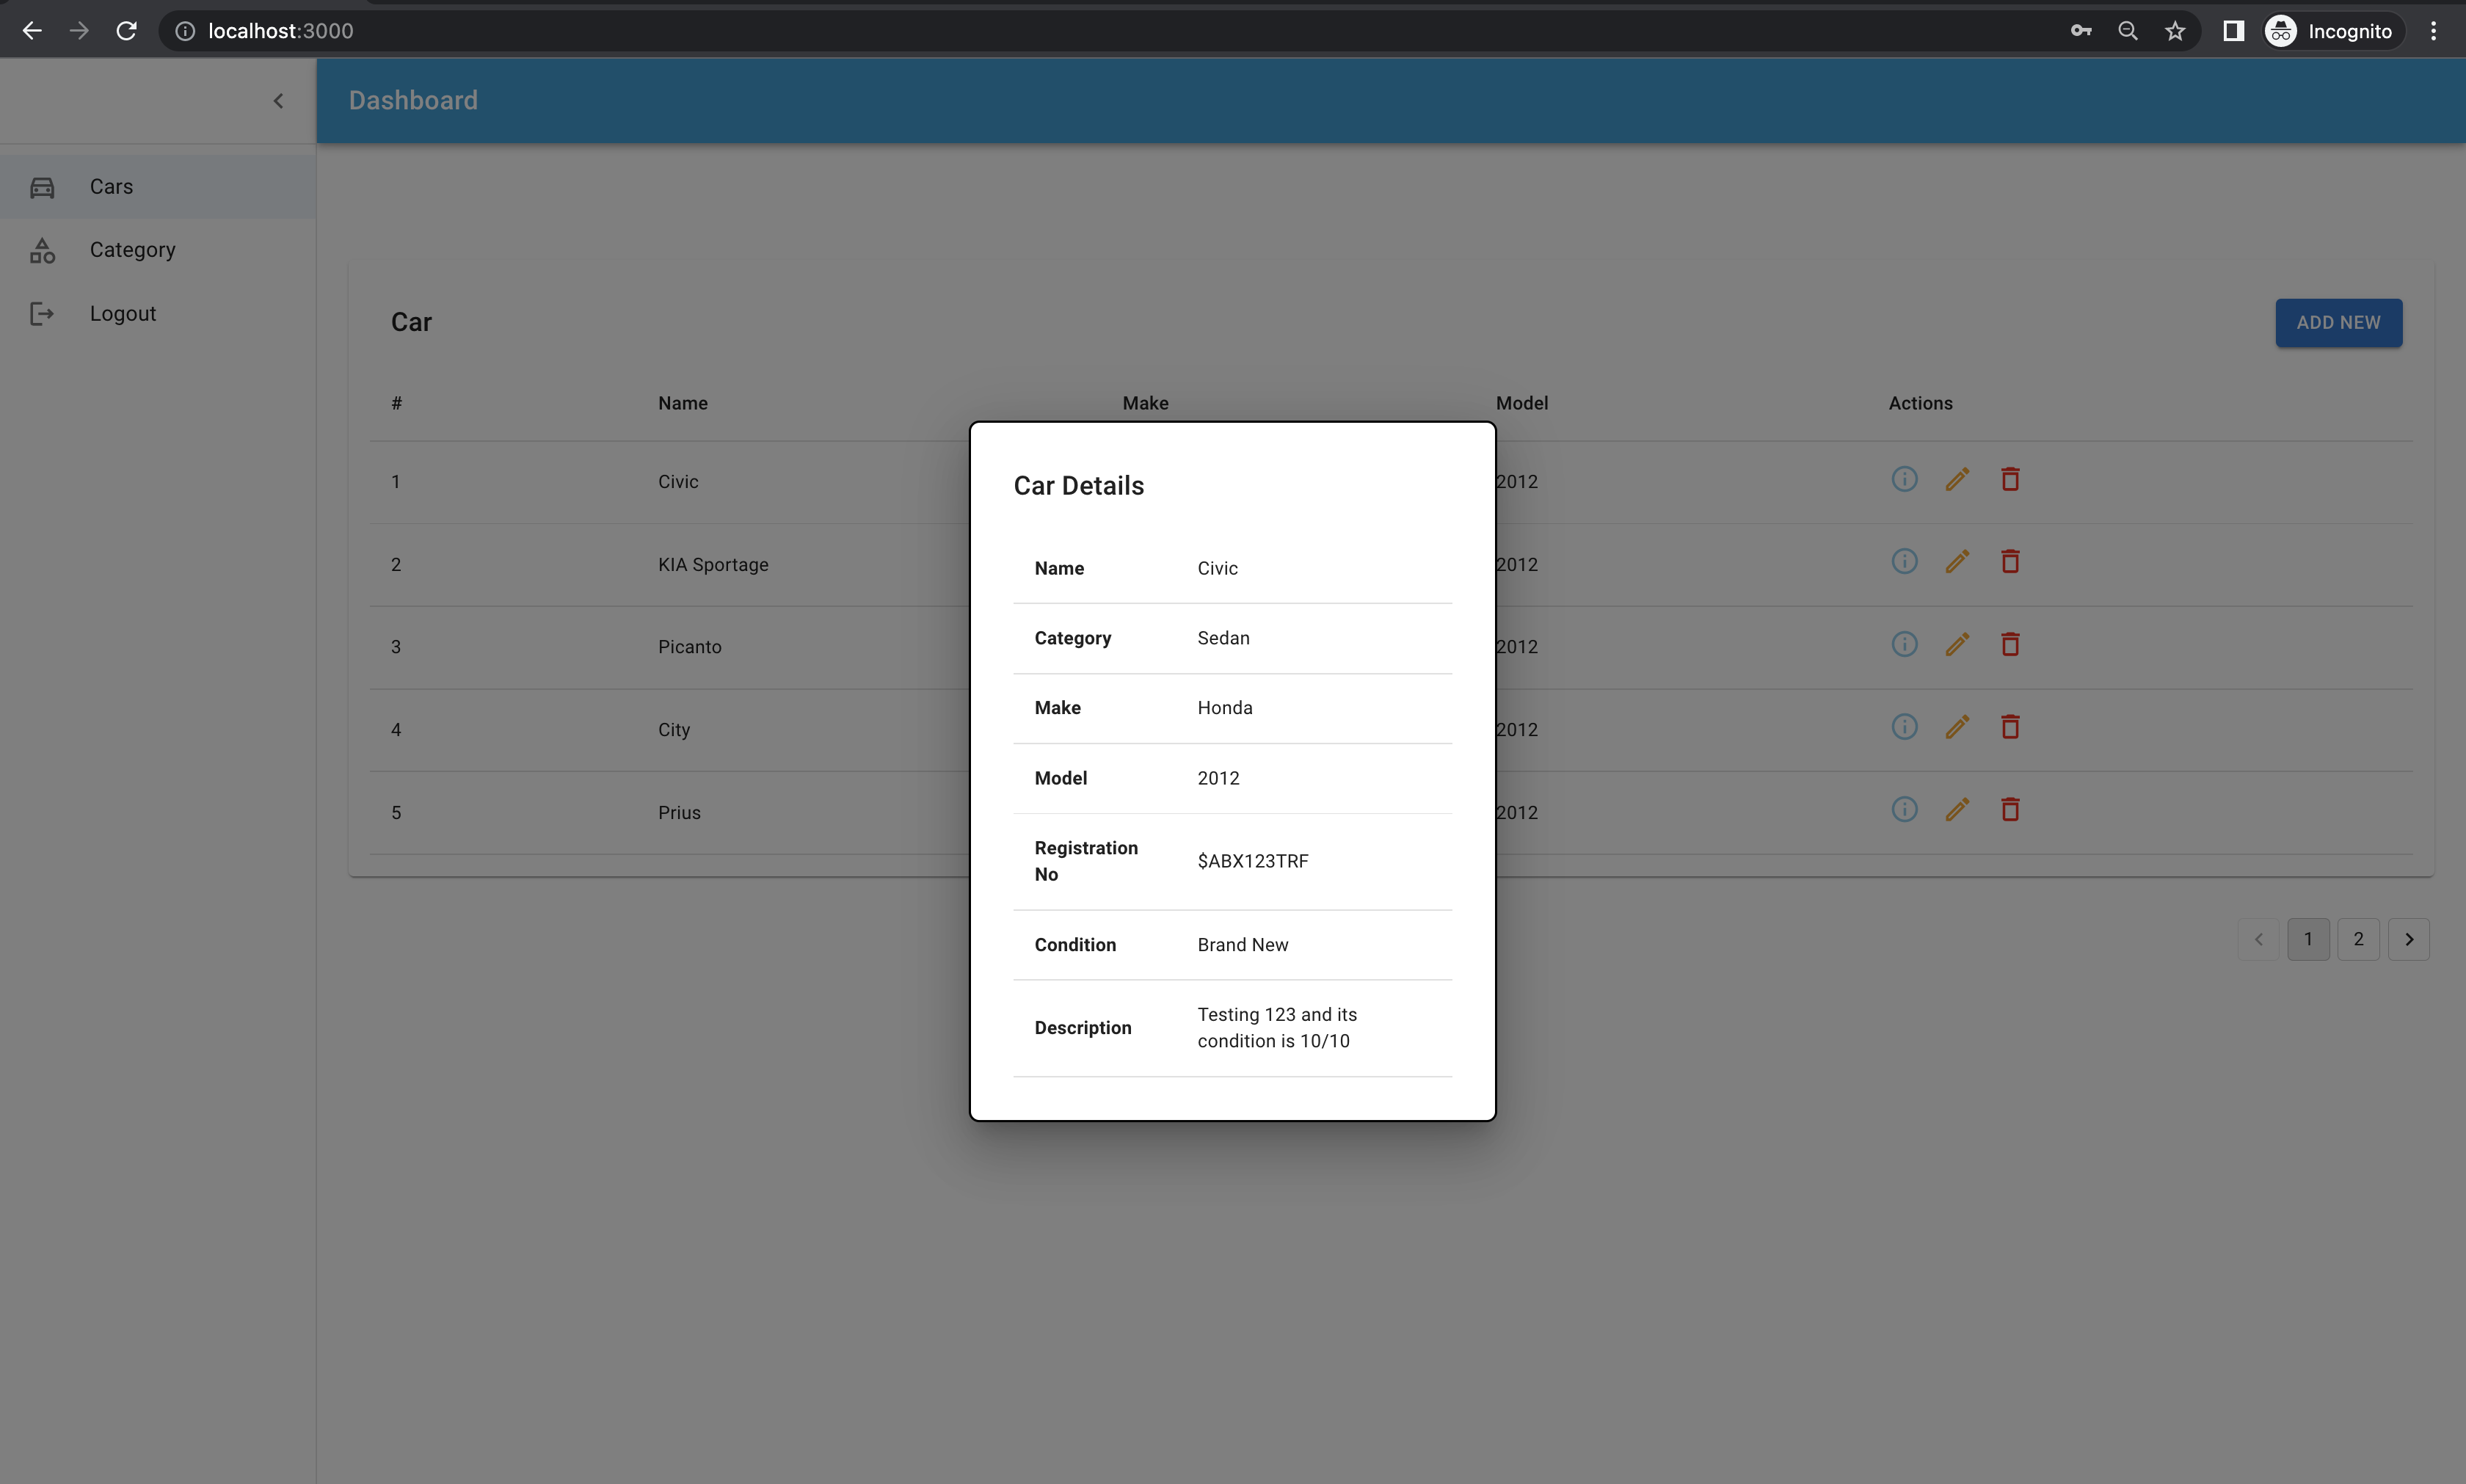 localhost:3000
Incognito
Dashboard
Cars
Category
Logout
Car
ADD NEW
# Name Make Model Actions
1 Civic 2012
2 KIA Sportage 2012
3 Picanto 2012
4 City 2012
5 Prius 2012
Car Details
Name Civic
Category Sedan
Make Honda
Model 2012
Registration
No
$ABX123TRF
Condition Brand New
Description
Testing 123 and its
condition is 10/10
1 2